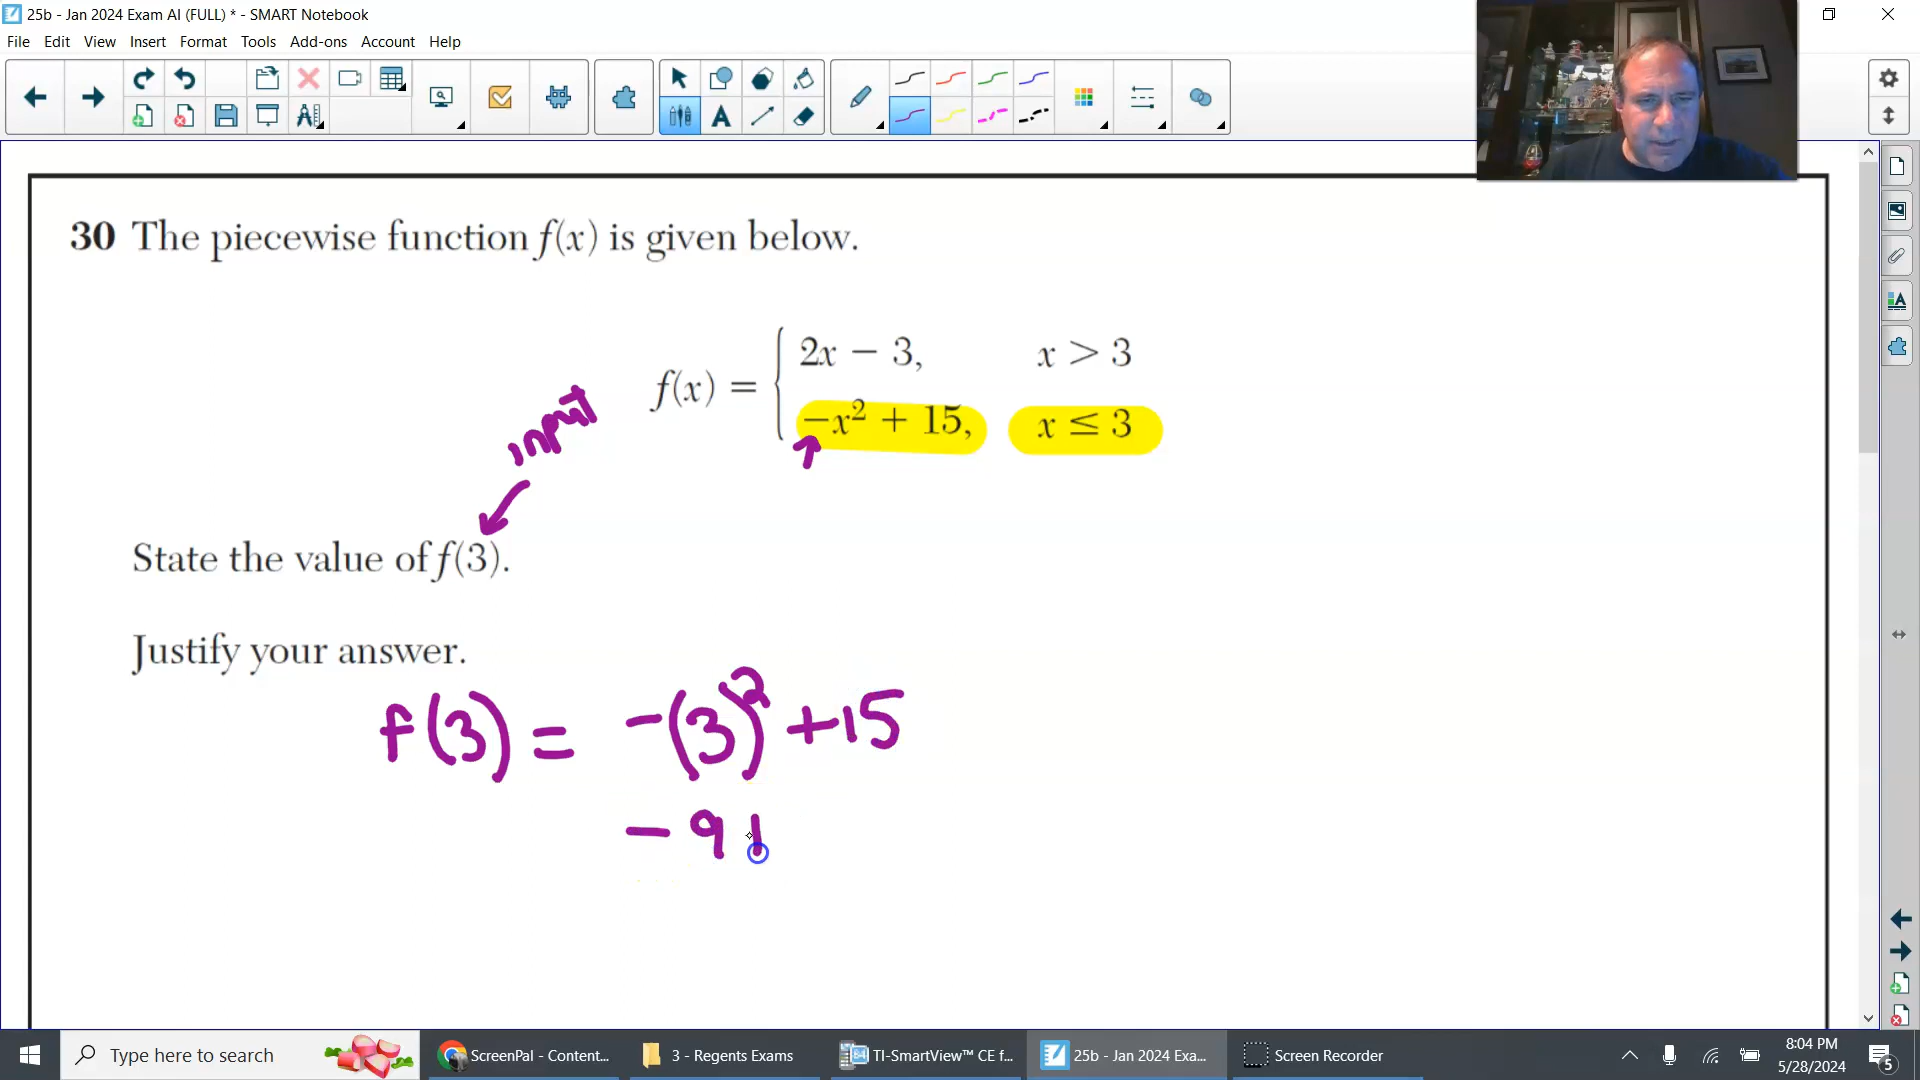 25b - Jan 2024 Exam AI (FULL) * - SMART Notebook
File Edit View Insert Format Tools Add-ons Account Help
30 The piecewise function f(x) is given below.
2x − 3, x > 3
f(x) =
−x² + 15, x ≤ 3
input
State the value of f(3).
Justify your answer.
f(3) = -(3)² +15
- 9 1
Type here to search
ScreenPal - Content...
3 - Regents Exams
84
TI-SmartView™ CE f...
25b - Jan 2024 Exa...
Screen Recorder
8:04 PM
5/28/2024
5